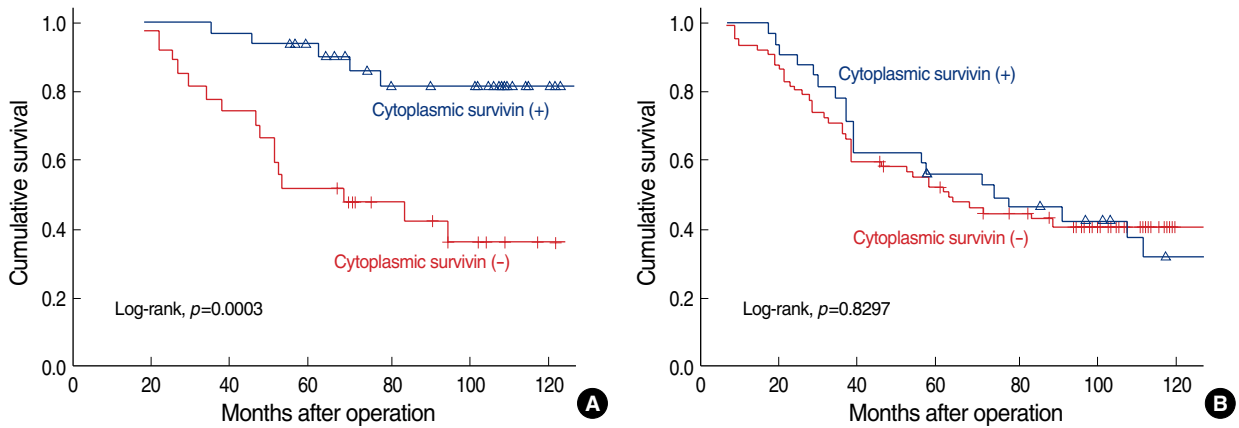 1.0
0.8
0.6
0.4
0.2
0.0
Cumulative survival
Cytoplasmic survivin (+)
Cytoplasmic survivin (−)
Log-rank, p=0.0003
0 20 40 60 80 100 120
Months after operation
A
1.0
0.8
0.6
0.4
0.2
0.0
Cumulative survival
Cytoplasmic survivin (+)
Cytoplasmic survivin (−)
Log-rank, p=0.8297
0 20 40 60 80 100 120
Months after operation
B